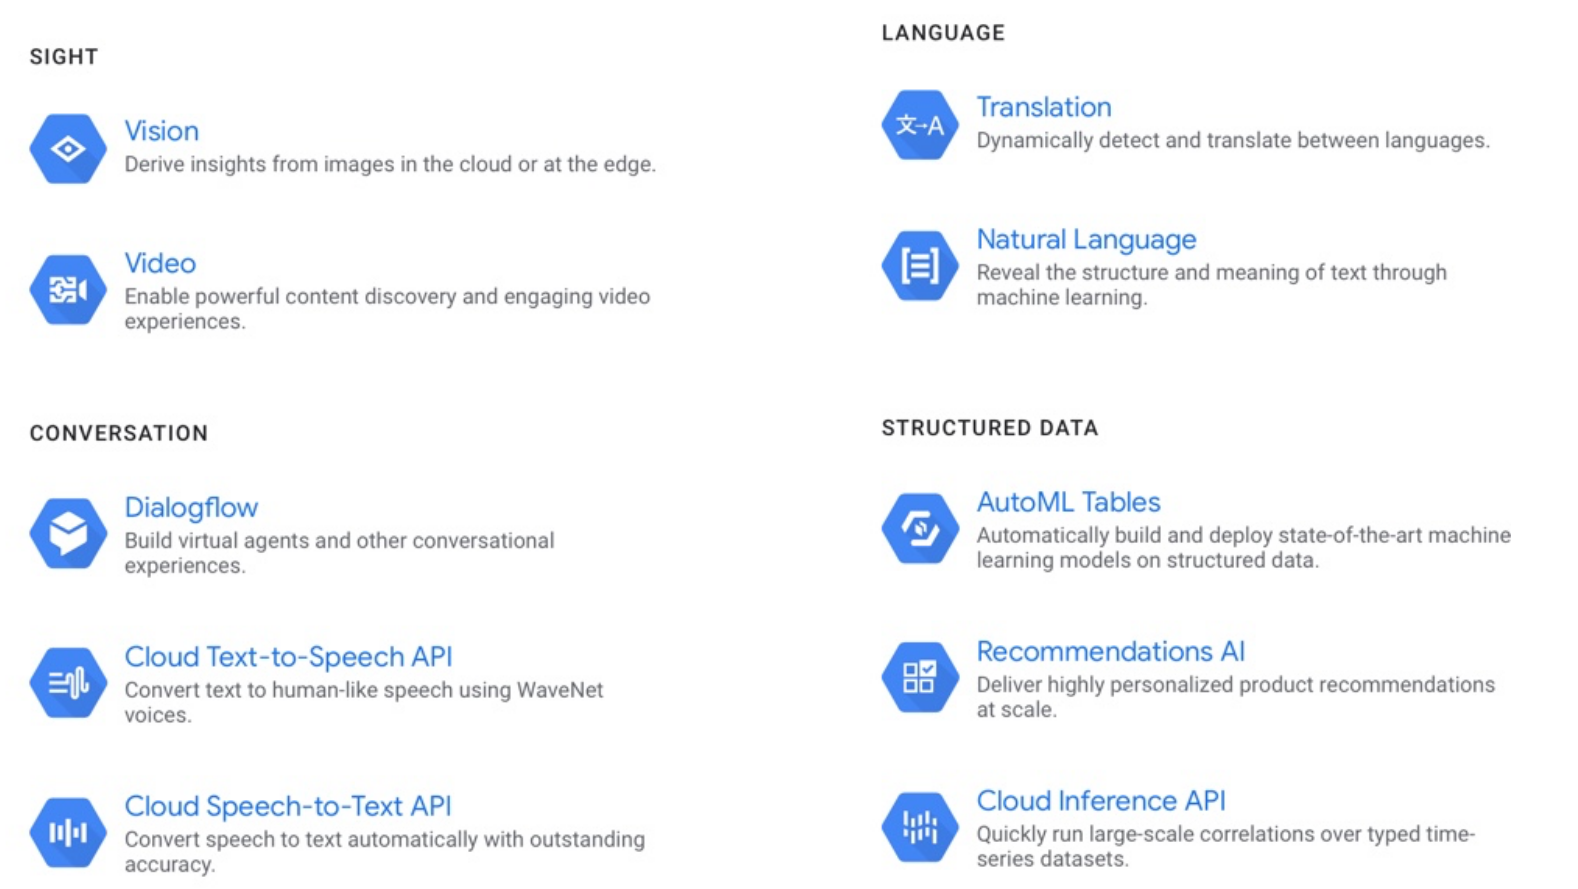 SIGHT
Vision
Derive insights from images in the cloud or at the edge.
Video
Enable powerful content discovery and engaging video
experiences.
LANGUAGE
文→A
Translation
Dynamically detect and translate between languages.
Natural Language
Reveal the structure and meaning of text through
machine learning.
CONVERSATION
Dialogflow
Build virtual agents and other conversational
experiences.
Cloud Text-to-Speech API
Convert text to human-like speech using WaveNet
voices.
Cloud Speech-to-Text API
Convert speech to text automatically with outstanding
accuracy.
STRUCTURED DATA
AutoML Tables
Automatically build and deploy state-of-the-art machine
learning models on structured data.
Recommendations AI
Deliver highly personalized product recommendations
at scale.
Cloud Inference API
Quickly run large-scale correlations over typed time-
series datasets.